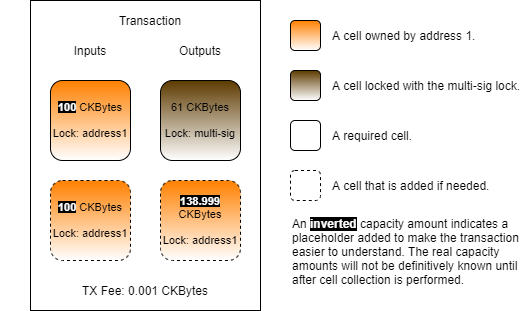 Transaction
Inputs
Outputs
100 CKBytes
Lock: address1
61 CKBytes
Lock: multi-sig
100 CKBytes
Lock: address1
138.999
CKBytes
Lock: address1
TX Fee: 0.001 CKBytes
A cell owned by address 1.
A cell locked with the multi-sig lock.
A required cell.
A cell that is added if needed.
An inverted capacity amount indicates a
placeholder added to make the transaction
easier to understand. The real capacity
amounts will not be definitively known until
after cell collection is performed.